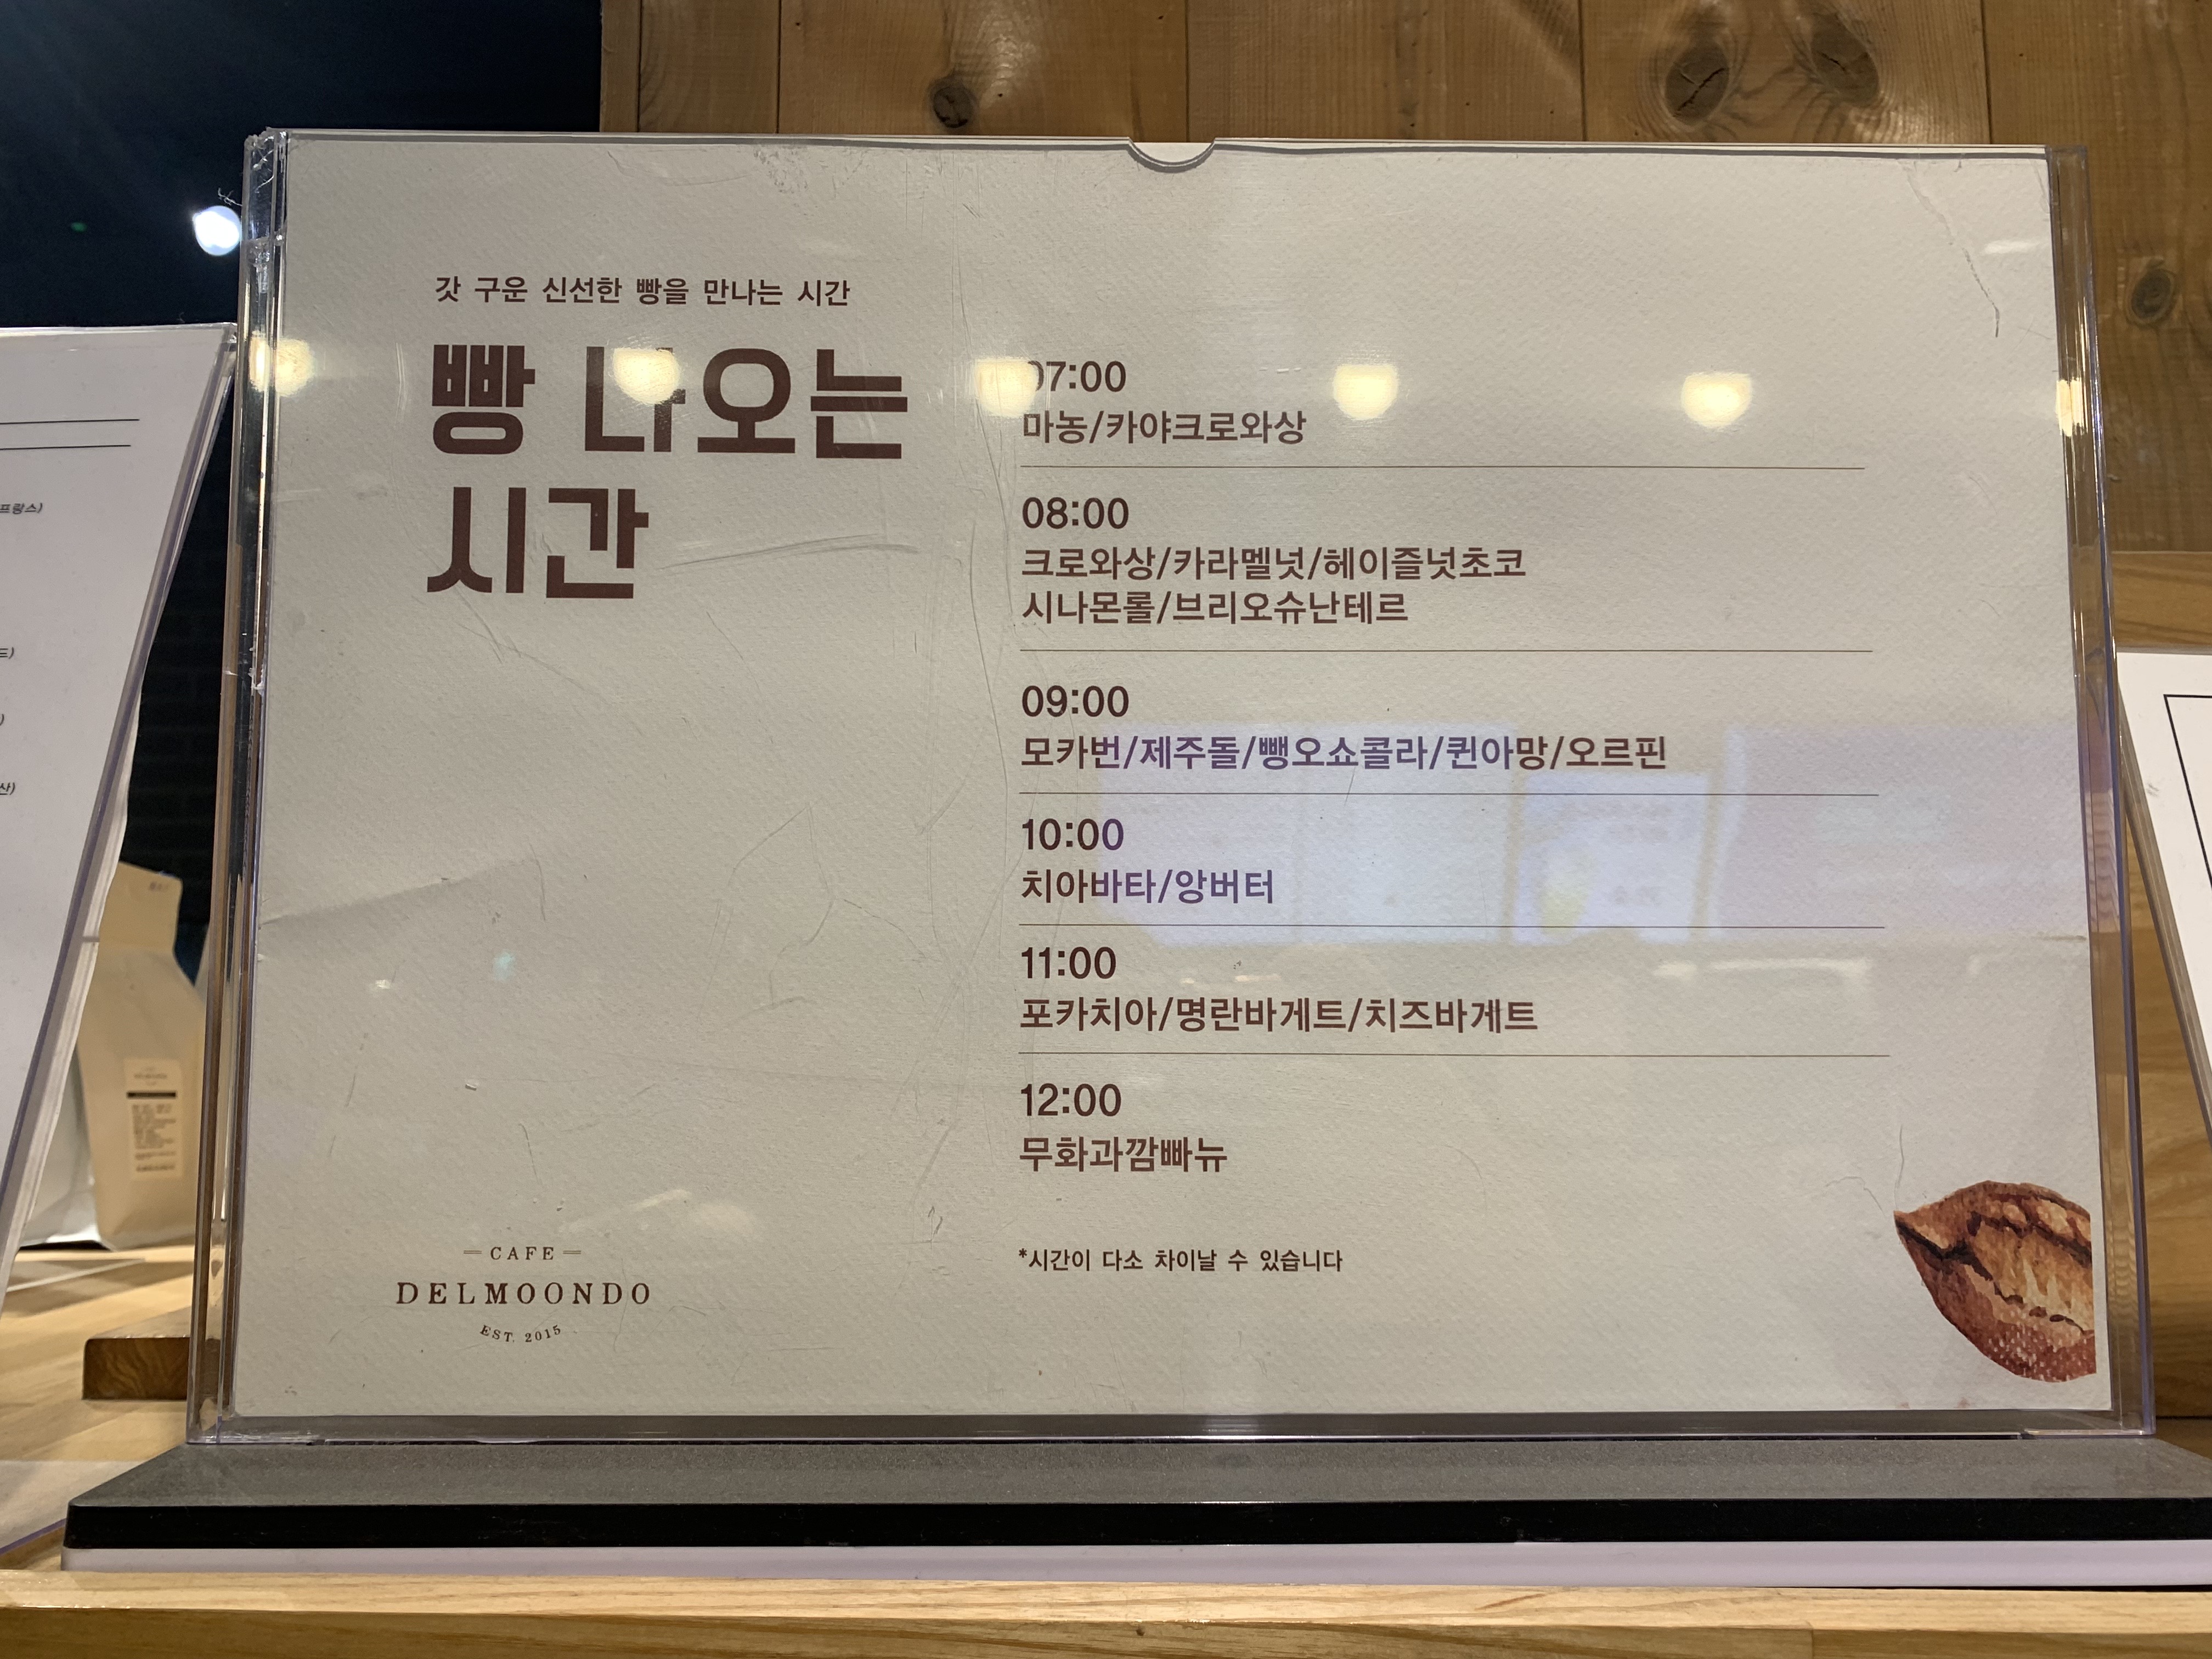 갓 구운 신선한 빵을 만나는 시간
빵 나오는
시간
07:00
마농/카야크로와상
08:00
크로와상/카라멜넛/헤이즐넛초코
시나몬롤/브리오슈난테르
09:00
모카번/제주돌/뺑오쇼콜라/퀸아망/오르핀
10:00
치아바타/앙버터
11:00
포카치아/명란바게트/치즈바게트
12:00
무화과깜빠뉴
*시간이 다소 차이날 수 있습니다
CAFE
DELMOONDO
EST. 2015
프랑스)
드)
)
산)